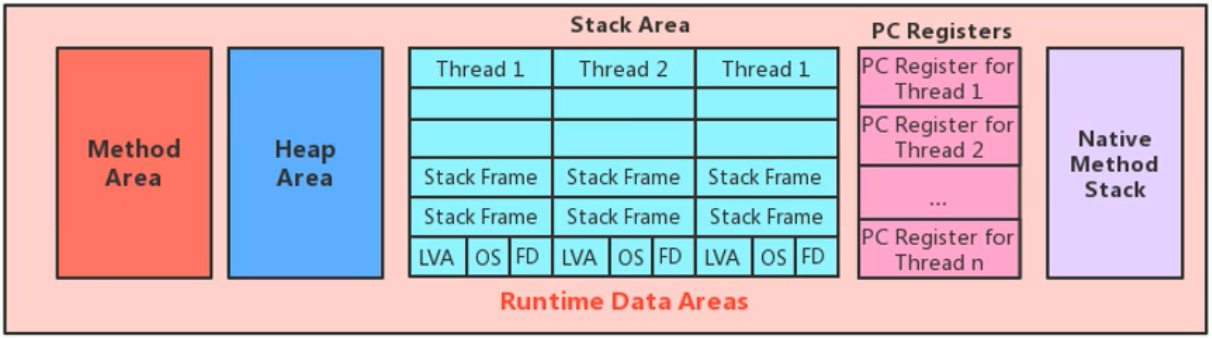 Stack Area
PC Registers
Method
Area
Heap
Area
Thread 1
Thread 2
Thread 1
Stack Frame
Stack Frame
Stack Frame
Stack Frame
Stack Frame
Stack Frame
LVA
OS
FD
LVA
OS
FD
LVA
OS
FD
PC Register for
Thread 1
PC Register for
Thread 2
...
PC Register for
Thread n
Native
Method
Stack
Runtime Data Areas